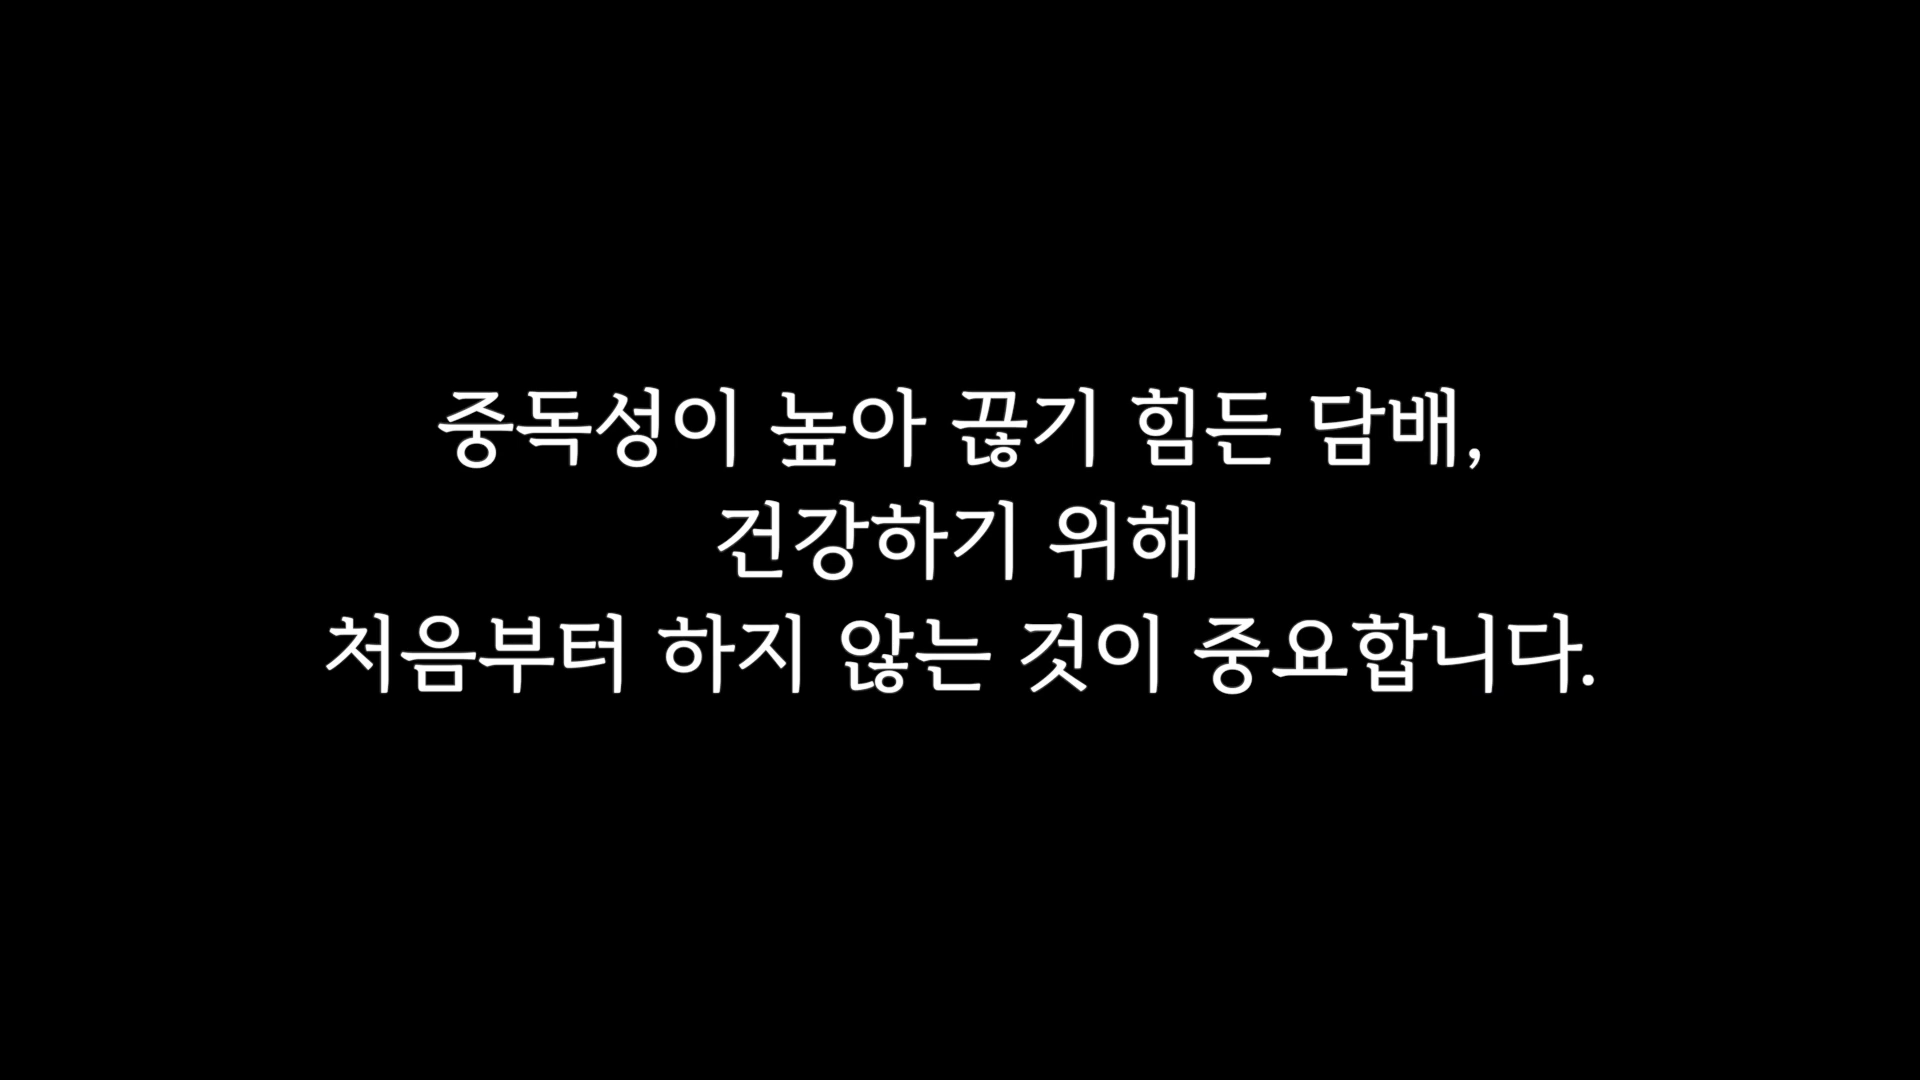 중독성이 높아 끊기 힘든 담배,
건강하기 위해
처음부터 하지 않는 것이 중요합니다.